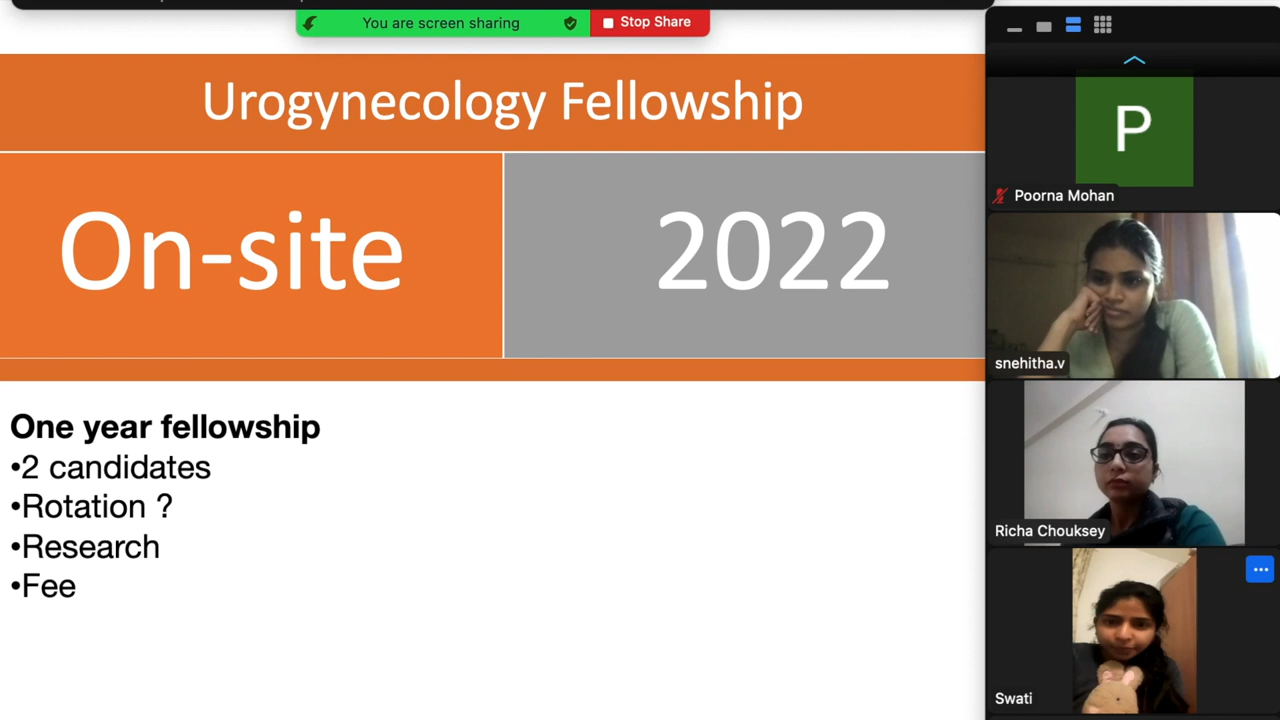 You are screen sharing
Stop Share
Urogynecology Fellowship
On-site
2022
One year fellowship
•2 candidates
•Rotation ?
•Research
•Fee
P
Poorna Mohan
snehitha.v
Richa Chouksey
Swati